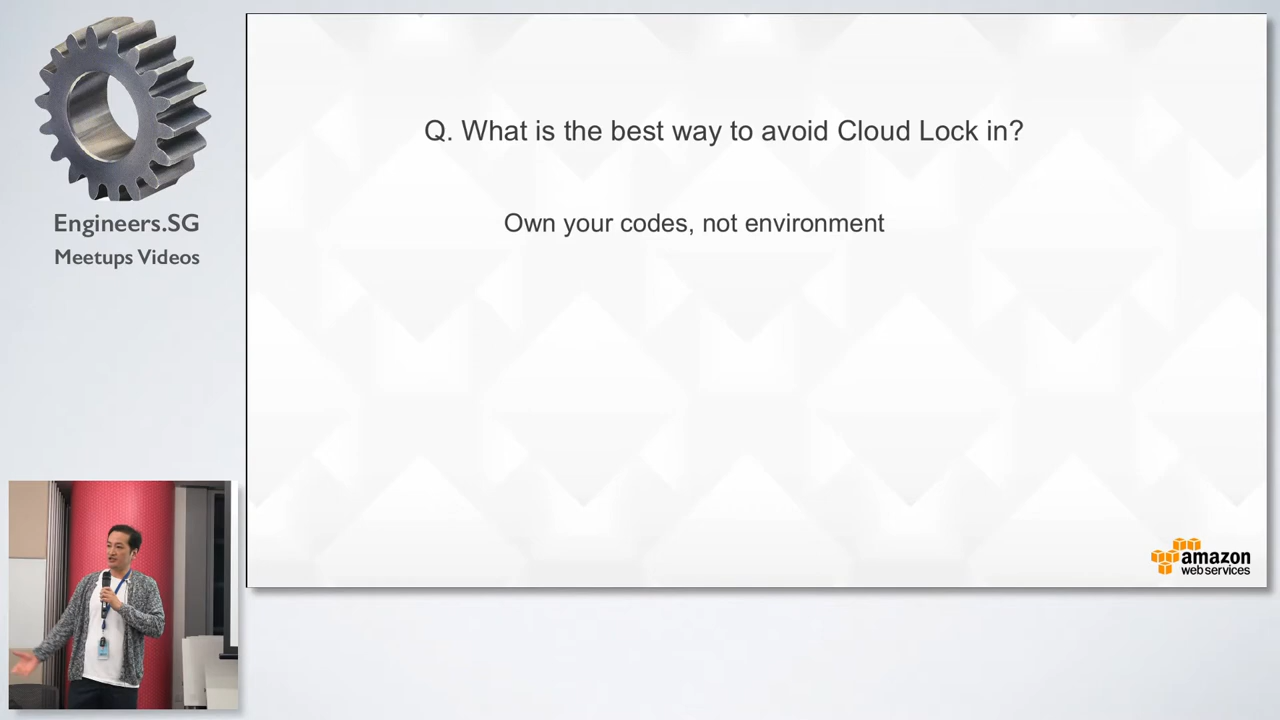 Engineers.SG
Meetups Videos
Q. What is the best way to avoid Cloud Lock in?
Own your codes, not environment
amazon
web services